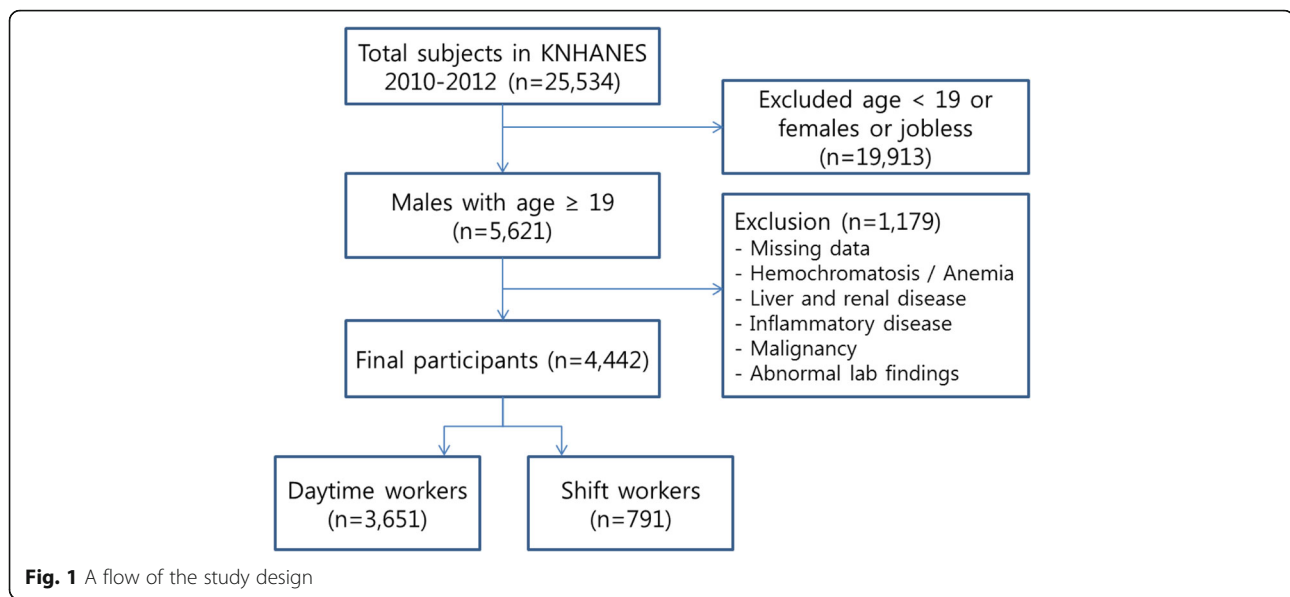 Total subjects in KNHANES
2010-2012 (n=25,534)
Excluded age < 19 or
females or jobless
(n=19,913)
Males with age ≥ 19
(n=5,621)
Exclusion (n=1,179)
- Missing data
- Hemochromatosis / Anemia
- Liver and renal disease
- Inflammatory disease
- Malignancy
- Abnormal lab findings
Final participants (n=4,442)
Daytime workers
(n=3,651)
Shift workers
(n=791)
Fig. 1 A flow of the study design